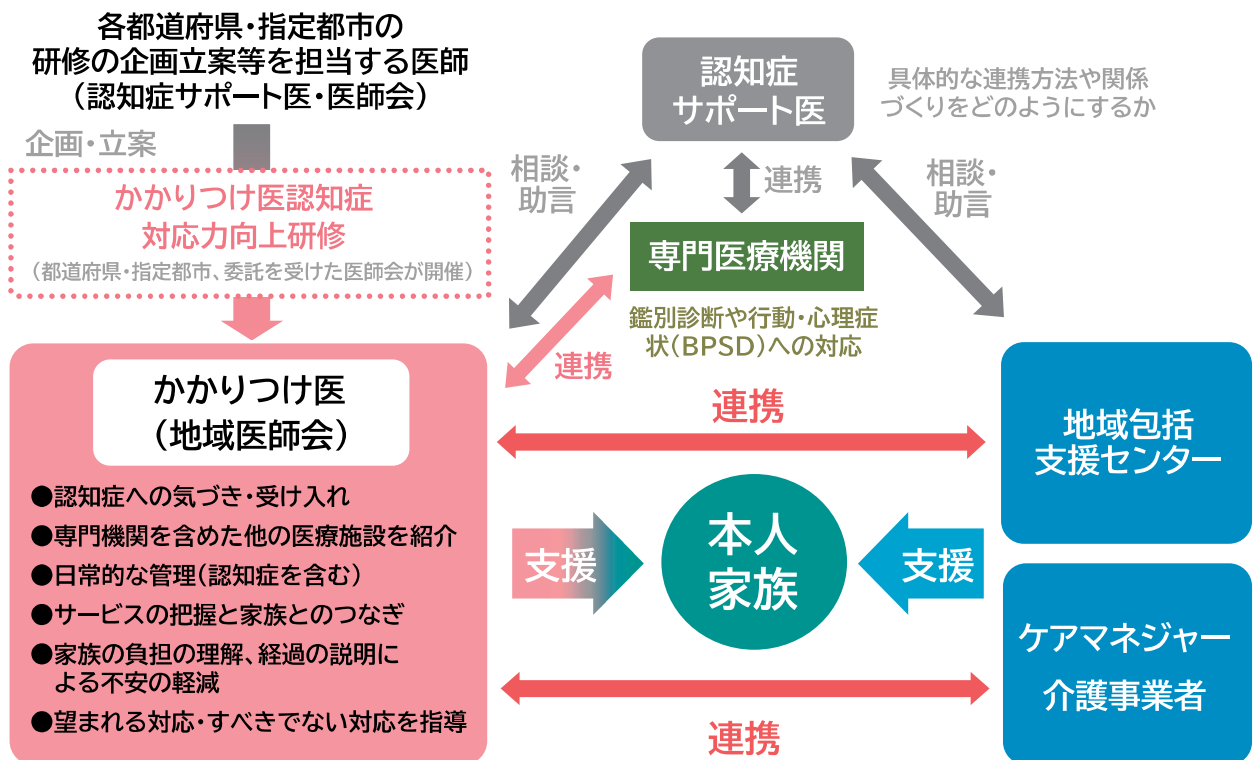 各都道府県・指定都市の
研修の企画立案等を担当する医師
（認知症サポート医・医師会）
企画・立案
かかりつけ医認知症
対応力向上研修
（都道府県・指定都市、委託を受けた医師会が開催）
認知症
サポート医
具体的な連携方法や関係
づくりをどのようにするか
相談・
助言
連携
相談・
助言
専門医療機関
鑑別診断や行動・心理症
状（BPSD）への対応
連携
かかりつけ医
（地域医師会）
●認知症への気づき・受け入れ
●専門機関を含めた他の医療施設を紹介
●日常的な管理（認知症を含む）
●サービスの把握と家族とのつなぎ
●家族の負担の理解、経過の説明に
よる不安の軽減
●望まれる対応・すべきでない対応を指導
連携
支援
本人
家族
支援
連携
地域包括
支援センター
ケアマネジャー
介護事業者